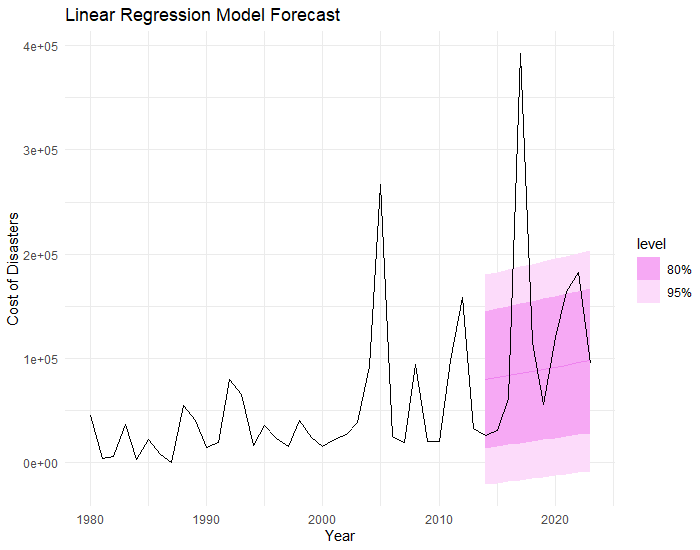 Linear Regression Model Forecast
4e+05
3e+05
2e+05
1e+05
0e+00
Cost of Disasters
1980 1990 2000 2010 2020
Year
level
80%
95%